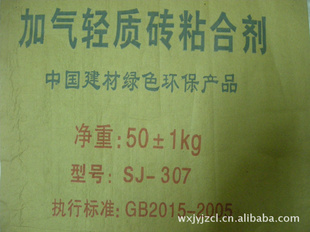 加气轻质砖粘合剂
中国建材绿色环保产品
净重:50±1kg
型号: SJ-307
执行标准:GB2015-2005
wxjyyjzcl.cn.alibaba.com